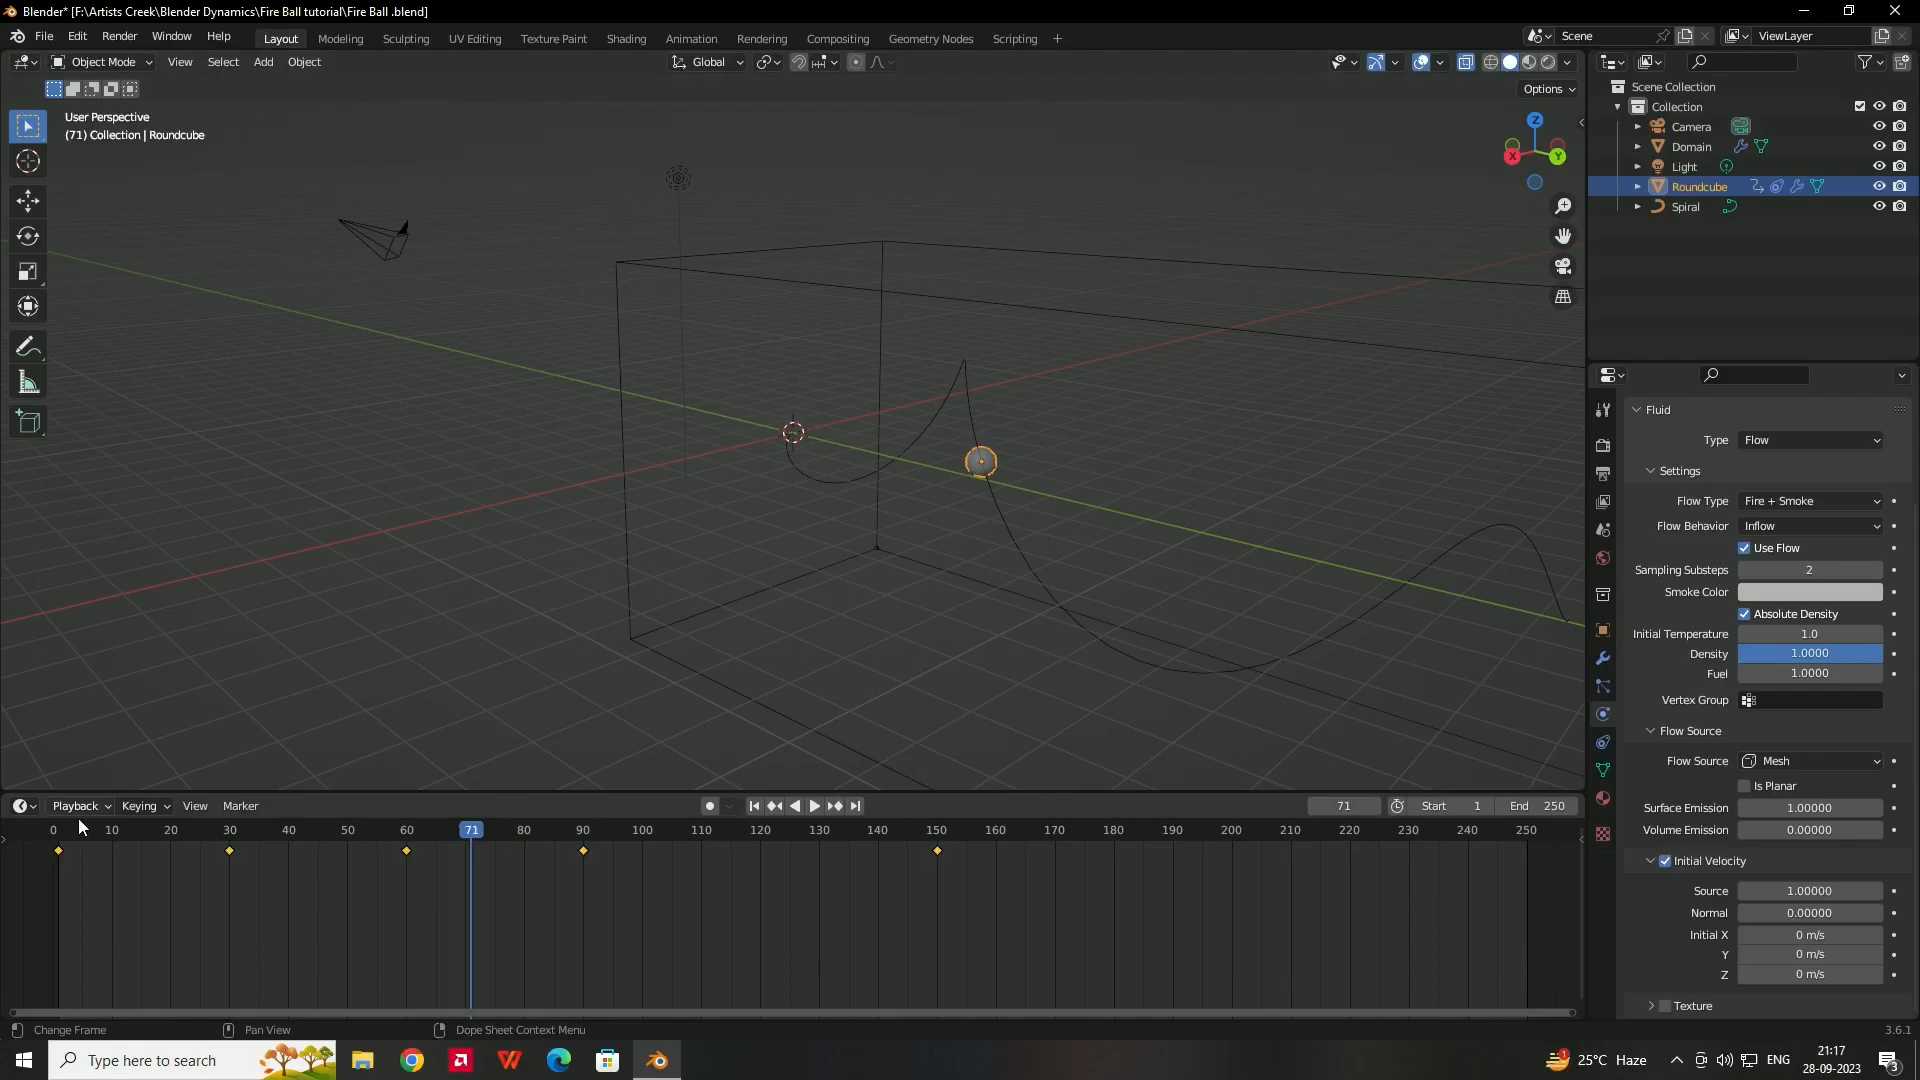 Blender* [F:\Artists Creek\Blender Dynamics\Fire Ball tutorial\Fire Ball .blend]
File Edit Render Window Help Layout Modeling Sculpting UV Editing Texture Paint Shading Animation Rendering Compositing Geometry Nodes Scripting + Scene ViewLayer
Object Mode View Select Add Object Global
Options
User Perspective
(71) Collection | Roundcube
Z
X
Y
Scene Collection
Collection
Camera
Domain
Light
Roundcube
Spiral
Fluid
Type Flow
Settings
Flow Type Fire + Smoke
Flow Behavior Inflow
Use Flow
Sampling Substeps 2
Smoke Color
Absolute Density
Initial Temperature 1.0
Density 1.0000
Fuel 1.0000
Vertex Group
Flow Source
Flow Source Mesh
Is Planar
Surface Emission 1.00000
Volume Emission 0.00000
Initial Velocity
Source 1.00000
Normal 0.00000
Initial X 0 m/s
Y 0 m/s
Z 0 m/s
Texture
Playback Keying View Marker 71 Start 1 End 250
0 10 20 30 40 50 60 71 80 90 100 110 120 130 140 150 160 170 180 190 200 210 220 230 240 250
Change Frame Pan View Dope Sheet Context Menu 3.6.1
Type here to search
1
25°C Haze
ENG
21:17
28-09-2023
3